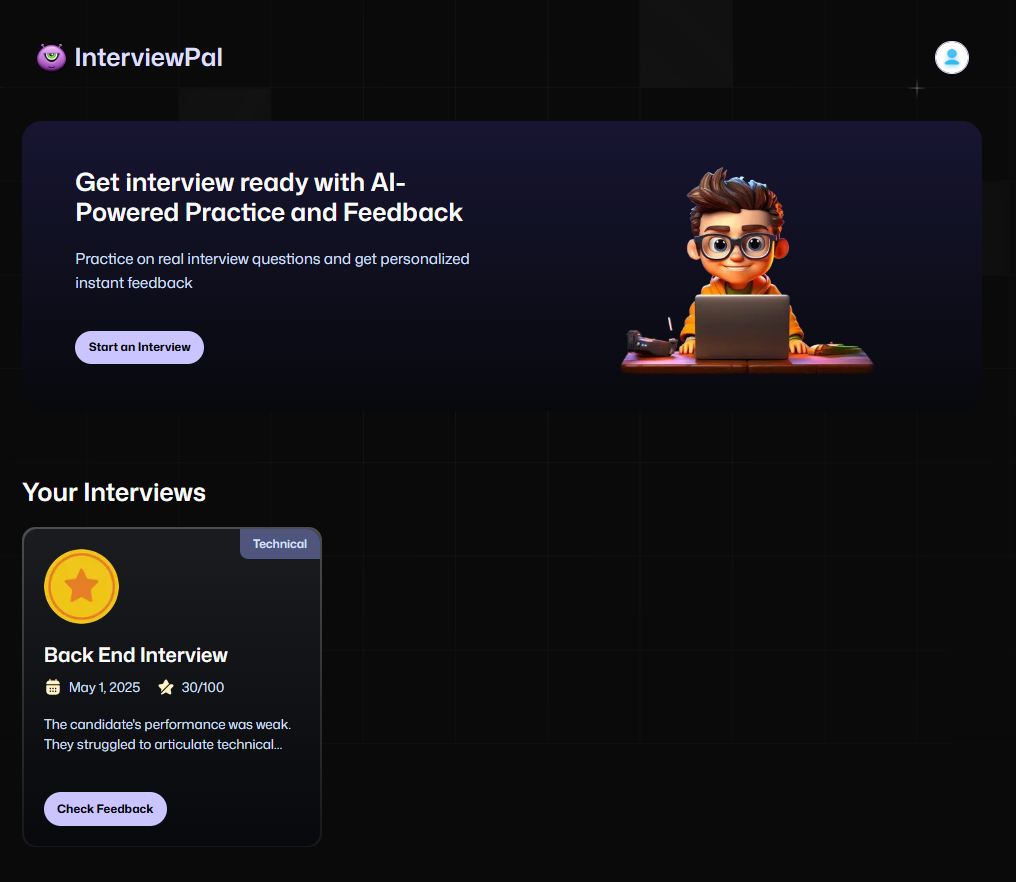 InterviewPal
Get interview ready with AI-
Powered Practice and Feedback
Practice on real interview questions and get personalized
instant feedback
Start an Interview
Your Interviews
Technical
Back End Interview
May 1, 2025 30/100
The candidate's performance was weak.
They struggled to articulate technical...
Check Feedback